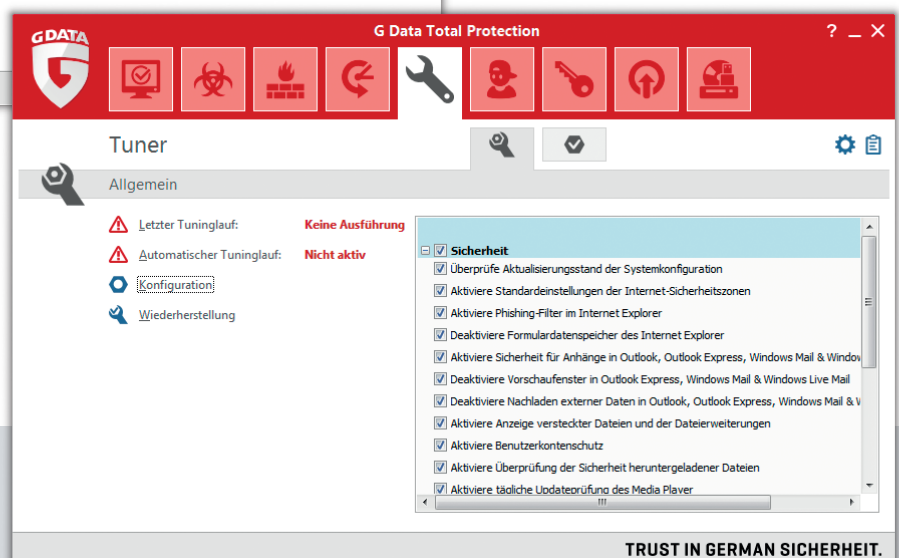 G Data Total Protection
G DATA
Tuner
Allgemein
Letzter Tuninglauf: Keine Ausführung
Automatischer Tuninglauf: Nicht aktiv
Konfiguration
Wiederherstellung
Sicherheit
Überprüfe Aktualisierungsstand der Systemkonfiguration
Aktiviere Standardeinstellungen der Internet-Sicherheitszonen
Aktiviere Phishing-Filter im Internet Explorer
Deaktiviere Formulardatenspeicher des Internet Explorer
Aktiviere Sicherheit für Anhänge in Outlook, Outlook Express, Windows Mail & Window
Deaktiviere Vorschaufenster in Outlook Express, Windows Mail & Windows Live Mail
Deaktiviere Nachladen externer Daten in Outlook, Outlook Express, Windows Mail & W
Aktiviere Anzeige versteckter Dateien und der Dateierweiterungen
Aktiviere Benutzerkontenschutz
Aktiviere Überprüfung der Sicherheit heruntergeladener Dateien
Aktiviere tägliche Updateprüfung des Media Player
TRUST IN GERMAN SICHERHEIT.